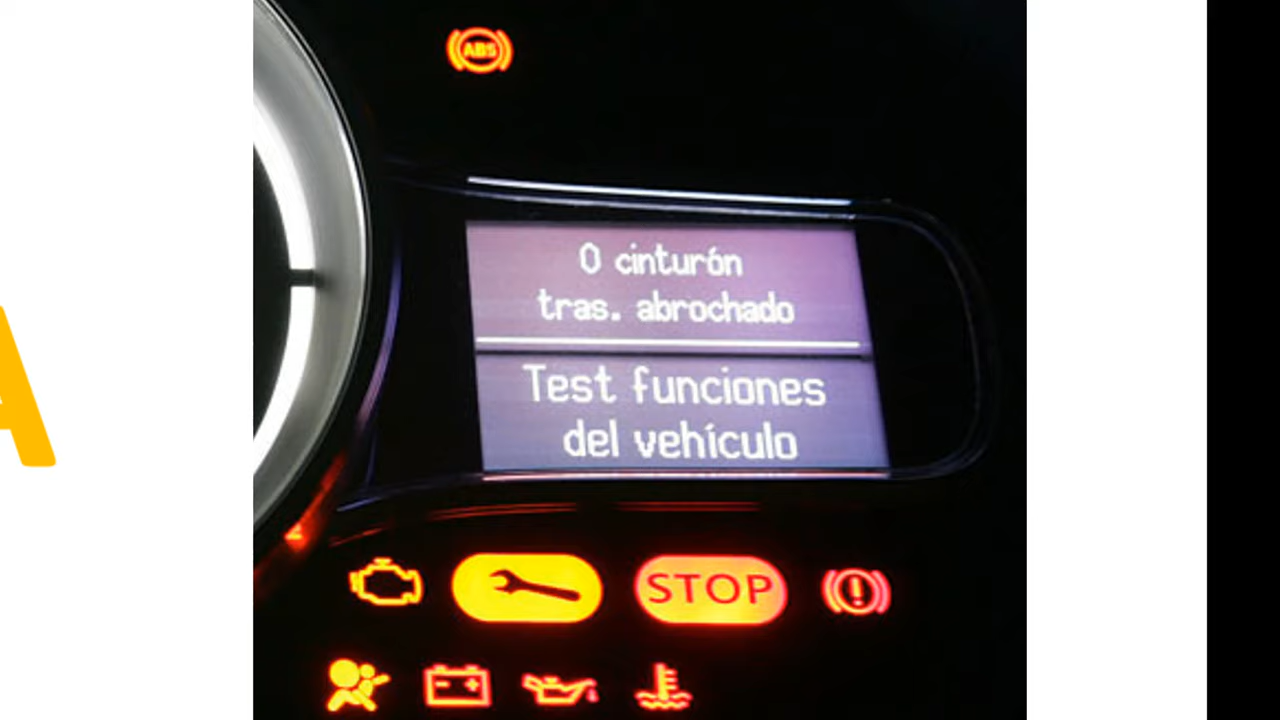 ABS
0 cinturón
tras. abrochado
Test funciones
del vehículo
STOP
A